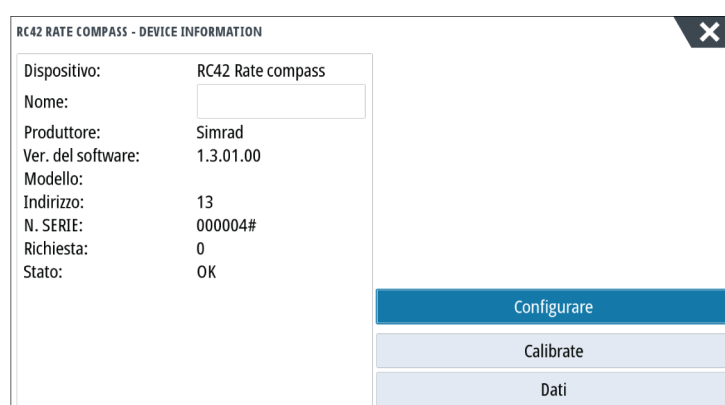 RC42 RATE COMPASS - DEVICE INFORMATION
Dispositivo: RC42 Rate compass
Nome:
Produttore: Simrad
Ver. del software: 1.3.01.00
Modello:
Indirizzo: 13
N. SERIE: 000004#
Richiesta: 0
Stato: OK
Configurare
Calibrate
Dati